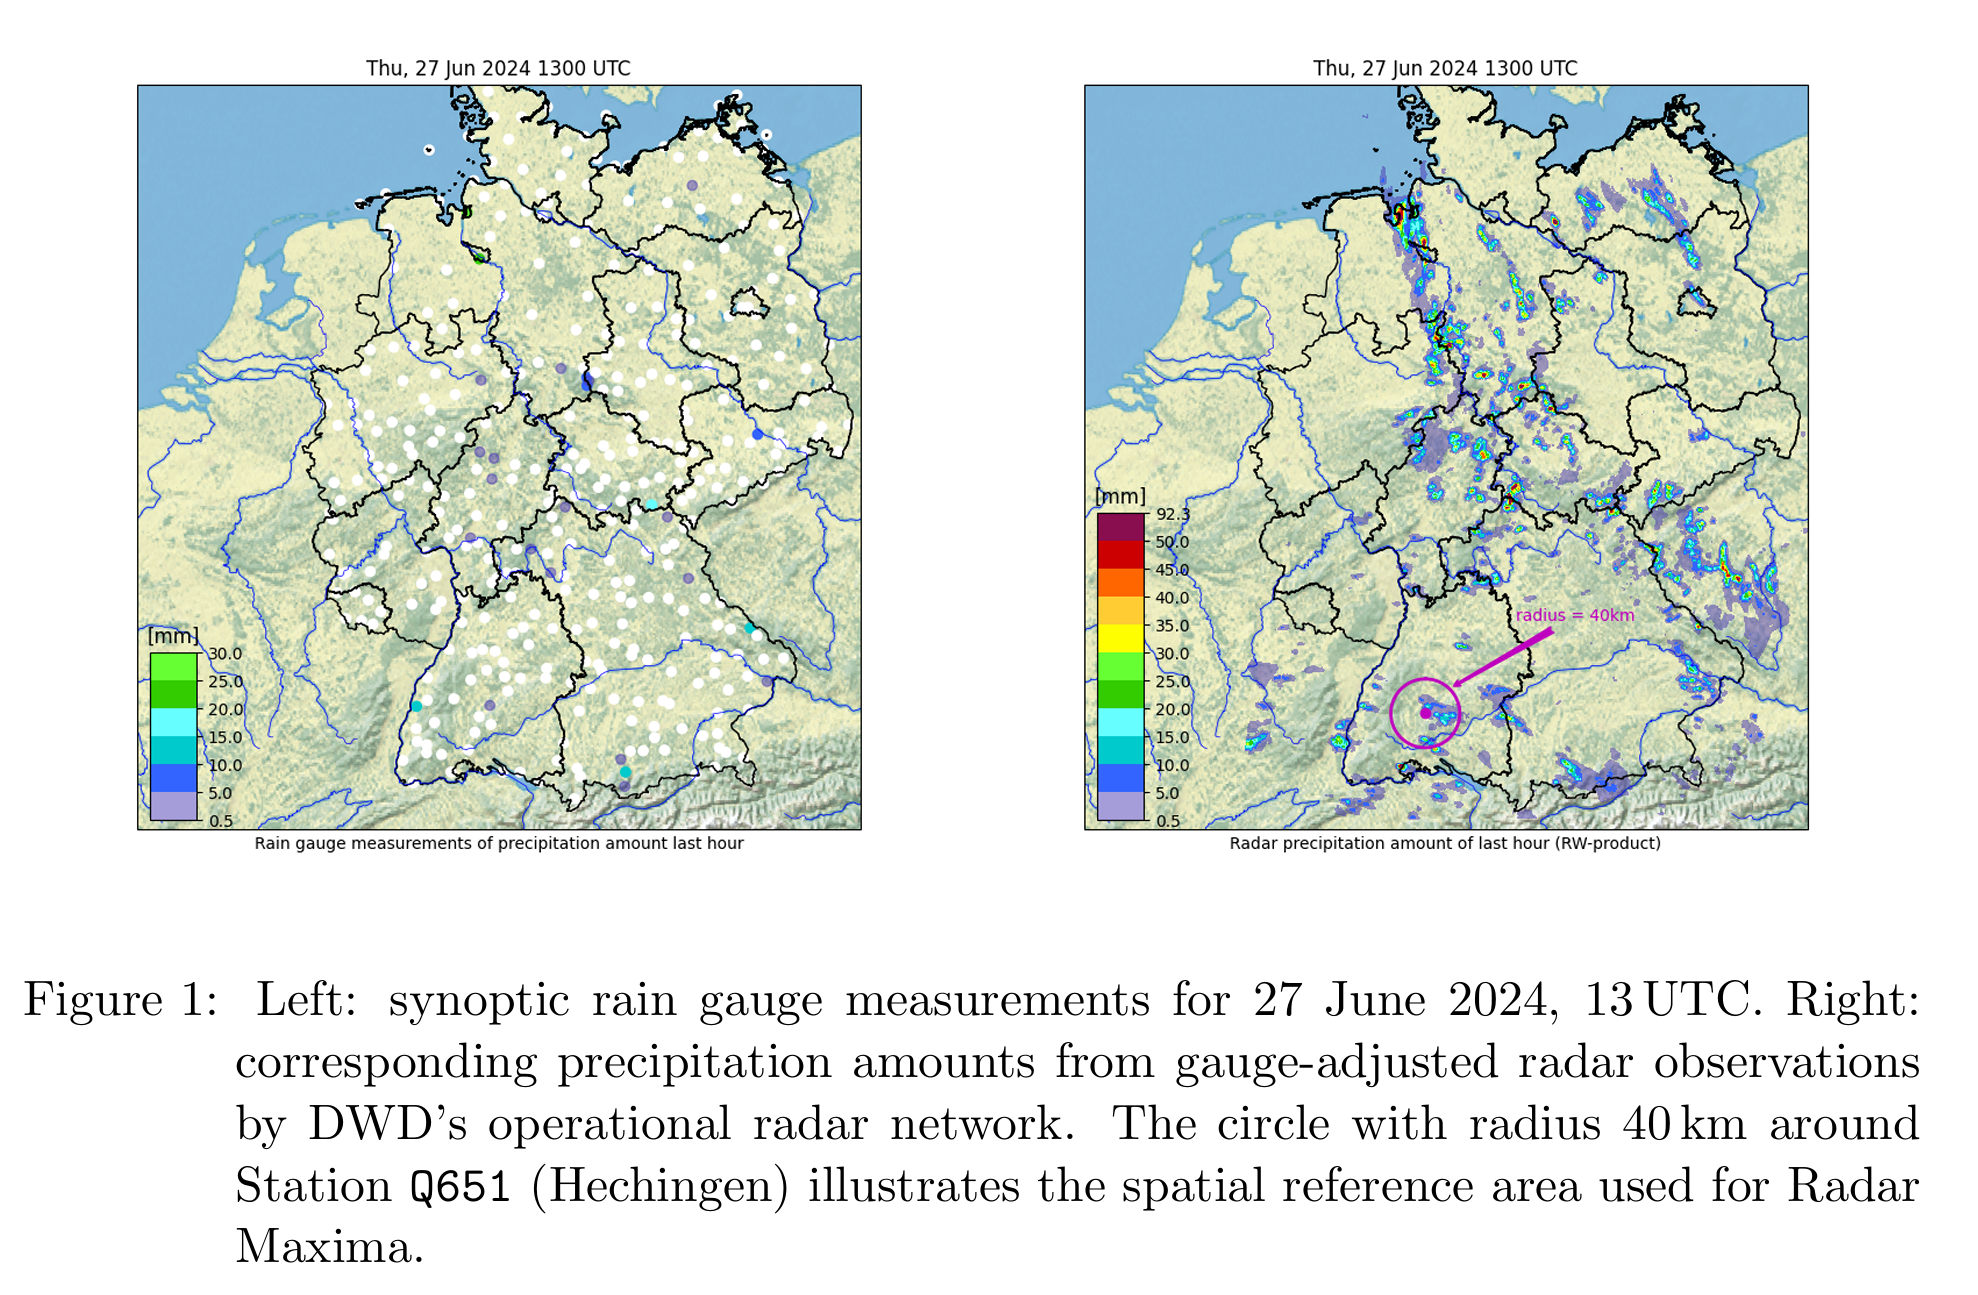 Thu, 27 Jun 2024 1300 UTC
[mm]
30.0
25.0
20.0
15.0
10.0
5.0
0.5
Rain gauge measurements of precipitation amount last hour
Thu, 27 Jun 2024 1300 UTC
[mm]
92.3
50.0
45.0
40.0
35.0
30.0
25.0
20.0
15.0
10.0
5.0
0.5
radius = 40km
Radar precipitation amount of last hour (RW-product)
Figure 1: Left: synoptic rain gauge measurements for 27 June 2024, 13 UTC. Right:
corresponding precipitation amounts from gauge-adjusted radar observations
by DWD's operational radar network. The circle with radius 40 km around
Station Q651 (Hechingen) illustrates the spatial reference area used for Radar
Maxima.